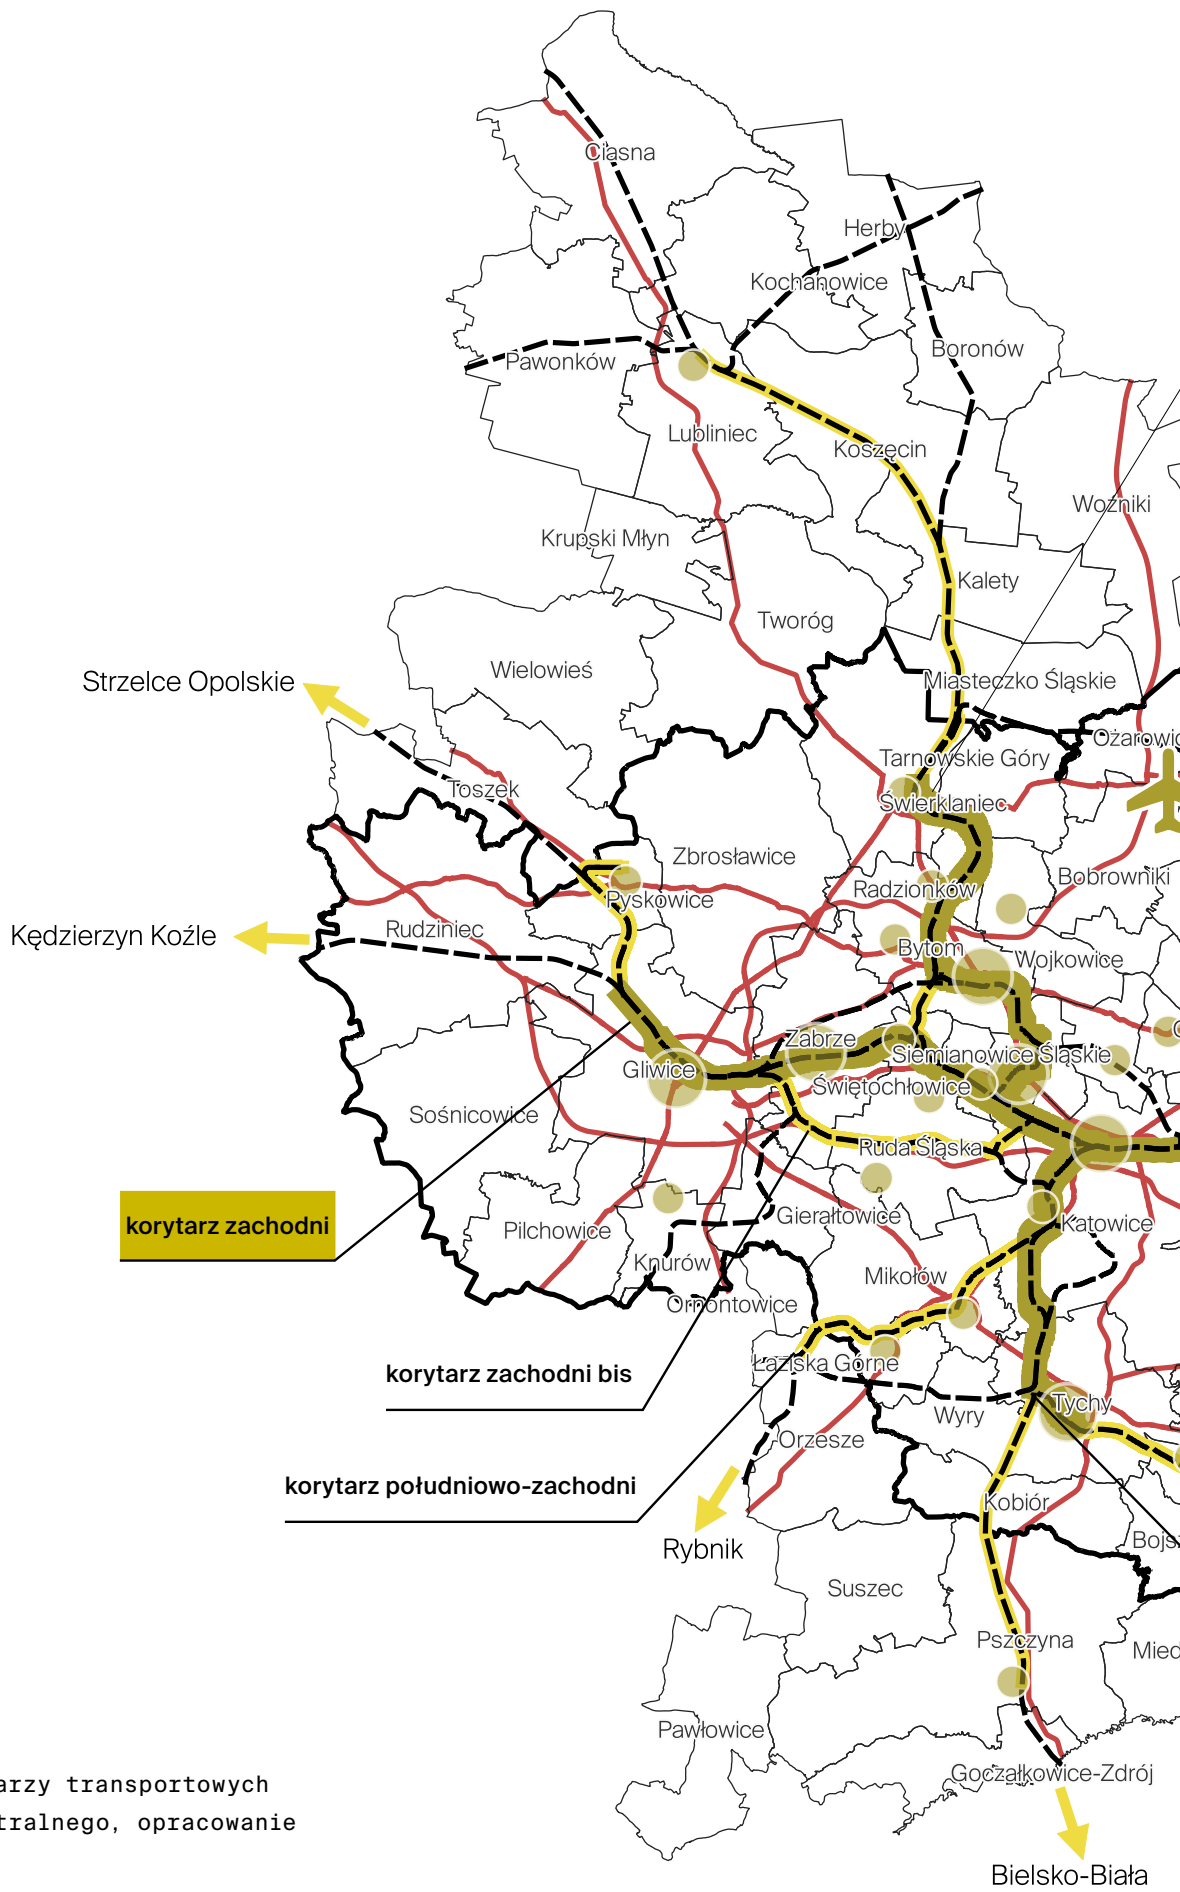 Ciasna
Herby
Kochanowice
Boronów
Pawonków
Lubliniec
Koszęcin
Woźniki
Krupski Młyn
Kalety
Tworóg
Wielowieś
Strzelce Opolskie
Miasteczko Śląskie
Ożarowic
Tarnowskie Góry
Toszek
Świerklaniec
Zbrosławice
Radzionków
Bobrowniki
Pyskowice
Rudziniec
Kędzierzyn Koźle
Bytom
Wojkowice
Zabrze
Siemianowice Śląskie
Gliwice
Świętochłowice
Sośnicowice
Ruda Śląska
korytarz zachodni
Gierałtowice
Katowice
Pilchowice
Knurów
Mikołów
Ornontowice
Łaziska Górne
korytarz zachodni bis
Tychy
Wyry
Orzesze
korytarz południowo-zachodni
Kobiór
Bojsz
Rybnik
Suszec
Pszczyna
Mied
Pawłowice
Goczałkowice-Zdrój
arzy transportowych
tralnego, opracowanie
Bielsko-Biała